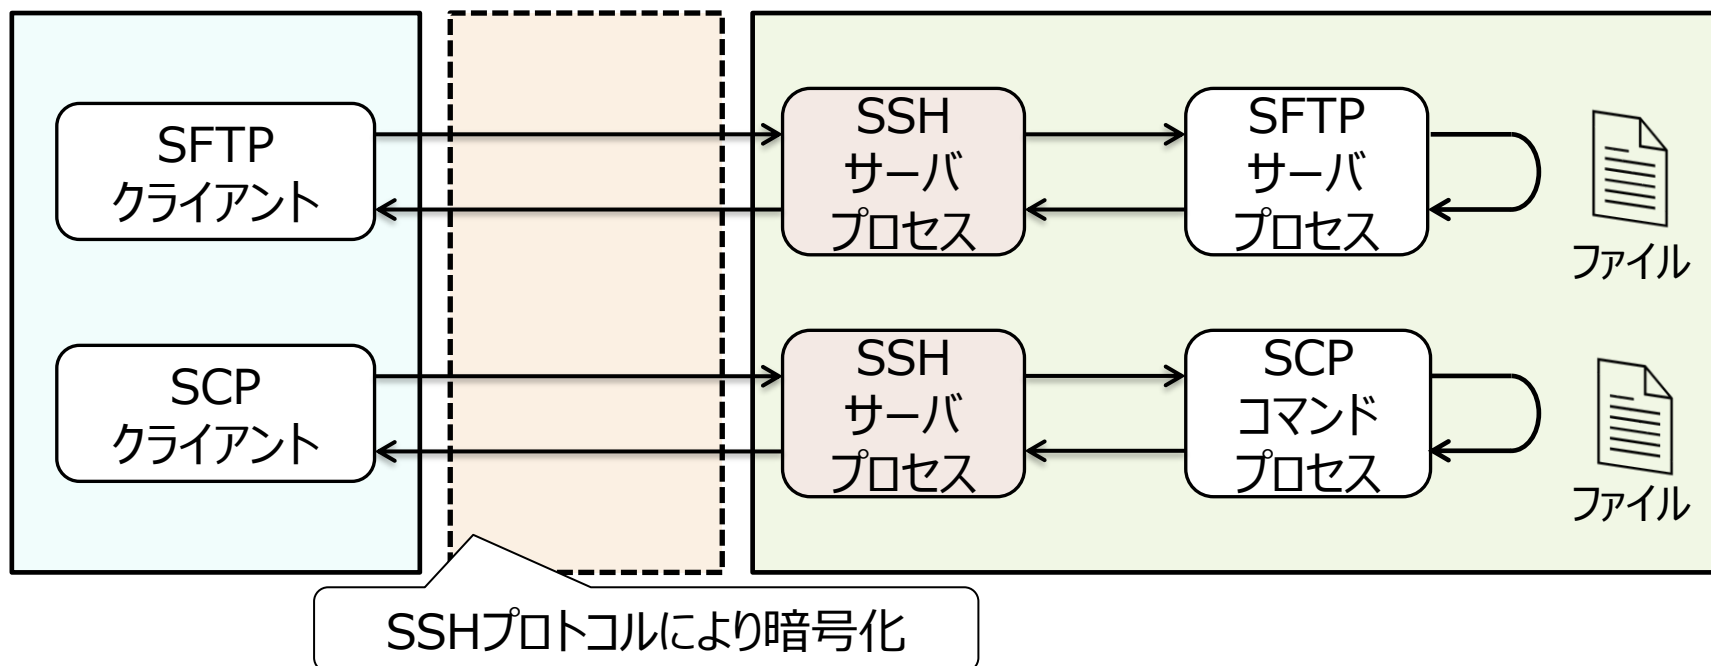 SFTP
クライアント
SSH
サーバ
プロセス
SFTP
サーバ
プロセス
ファイル
SCP
クライアント
SSH
サーバ
プロセス
SCP
コマンド
プロセス
ファイル
SSHプロトコルにより暗号化